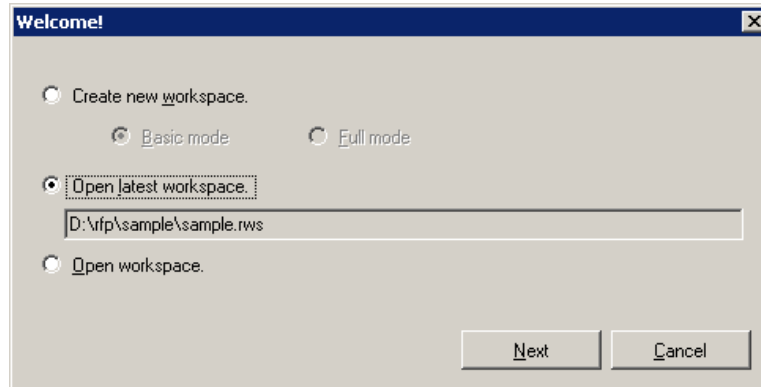 Welcome!
Create new workspace.
Basic mode Full mode
Open latest workspace.
D:\rfp\sample\sample.rws
Open workspace.
Next Cancel